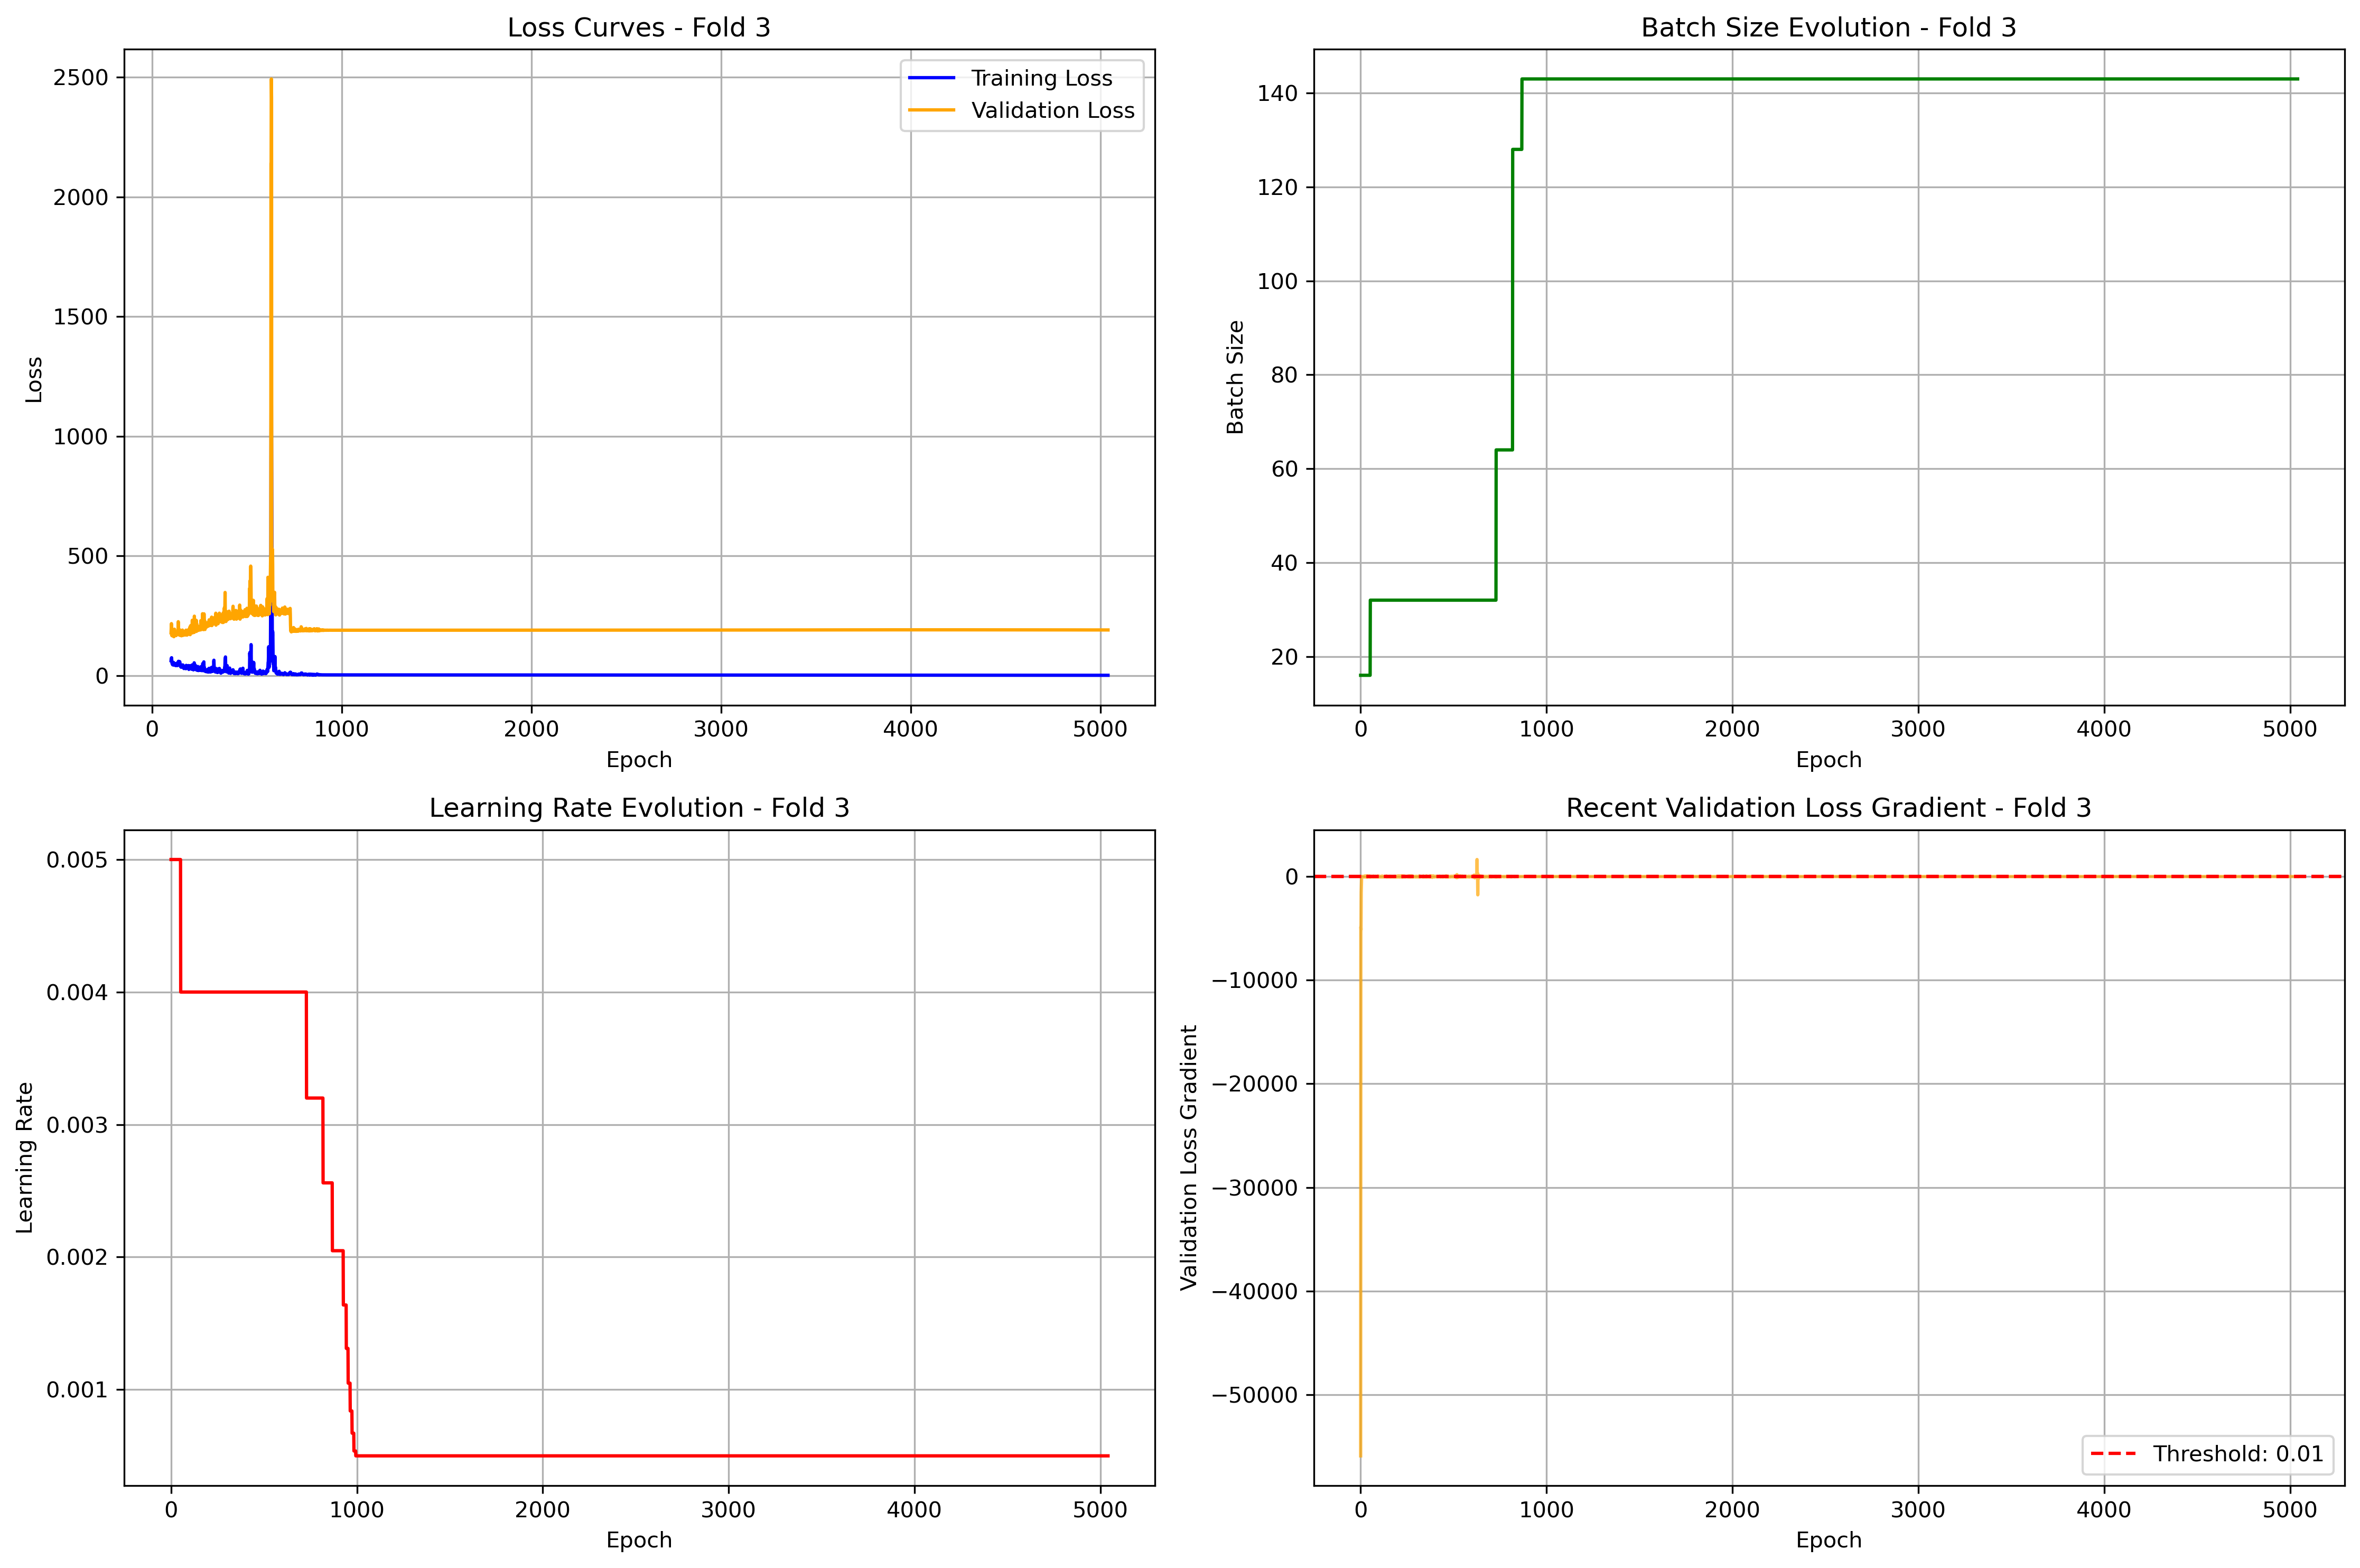 Loss Curves - Fold 3
Loss
2500
2000
1500
1000
500
0
Training Loss
Validation Loss
0 1000 2000 3000 4000 5000
Epoch
Batch Size Evolution - Fold 3
Batch Size
140
120
100
80
60
40
20
0 1000 2000 3000 4000 5000
Epoch
Learning Rate Evolution - Fold 3
Learning Rate
0.005
0.004
0.003
0.002
0.001
0 1000 2000 3000 4000 5000
Epoch
Recent Validation Loss Gradient - Fold 3
Validation Loss Gradient
0
−10000
−20000
−30000
−40000
−50000
Threshold: 0.01
0 1000 2000 3000 4000 5000
Epoch